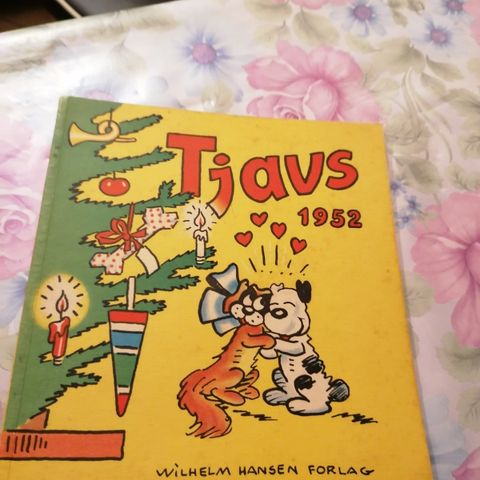 Tjavs
1952
WILHELM HANSEN FORLAG